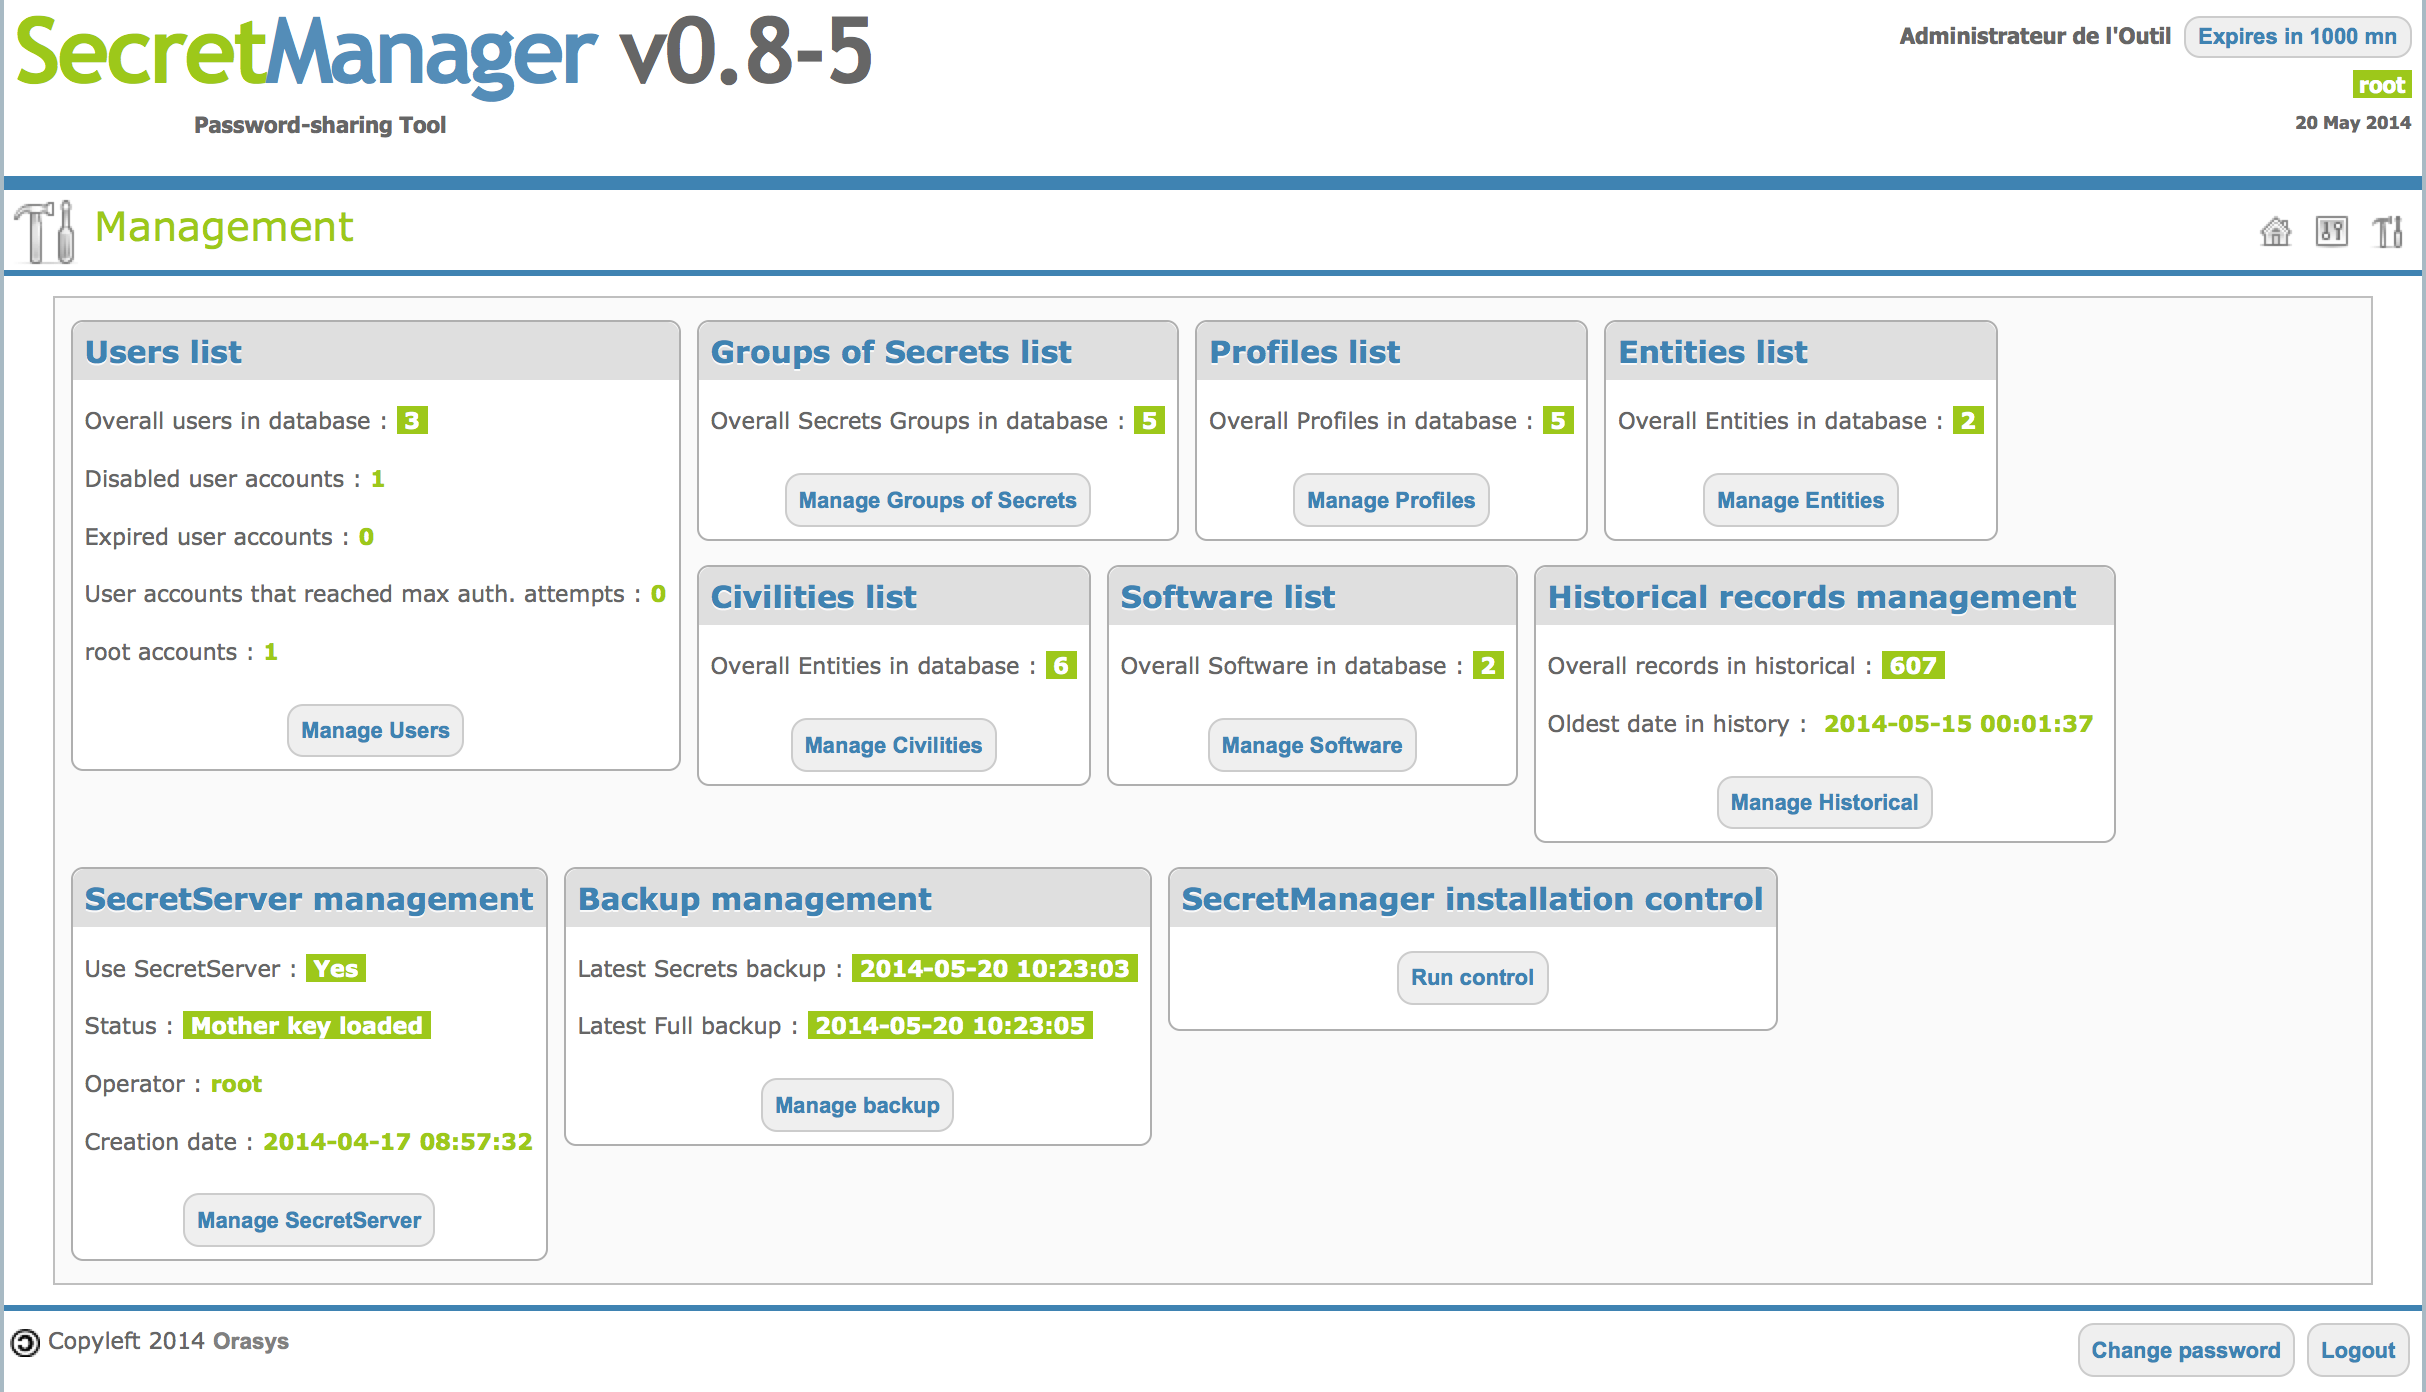 SecretManager v0.8-5
Password-sharing Tool
Administrateur de l'Outil Expires in 1000 mn
root
20 May 2014
Management
Users list
Overall users in database : 3
Disabled user accounts : 1
Expired user accounts : 0
User accounts that reached max auth. attempts : 0
root accounts : 1
Manage Users
Groups of Secrets list
Overall Secrets Groups in database : 5
Manage Groups of Secrets
Profiles list
Overall Profiles in database : 5
Manage Profiles
Entities list
Overall Entities in database : 2
Manage Entities
Civilities list
Overall Entities in database : 6
Manage Civilities
Software list
Overall Software in database : 2
Manage Software
Historical records management
Overall records in historical : 607
Oldest date in history : 2014-05-15 00:01:37
Manage Historical
SecretServer management
Use SecretServer : Yes
Status : Mother key loaded
Operator : root
Creation date : 2014-04-17 08:57:32
Manage SecretServer
Backup management
Latest Secrets backup : 2014-05-20 10:23:03
Latest Full backup : 2014-05-20 10:23:05
Manage backup
SecretManager installation control
Run control
Copyleft 2014 Orasys
Change password Logout